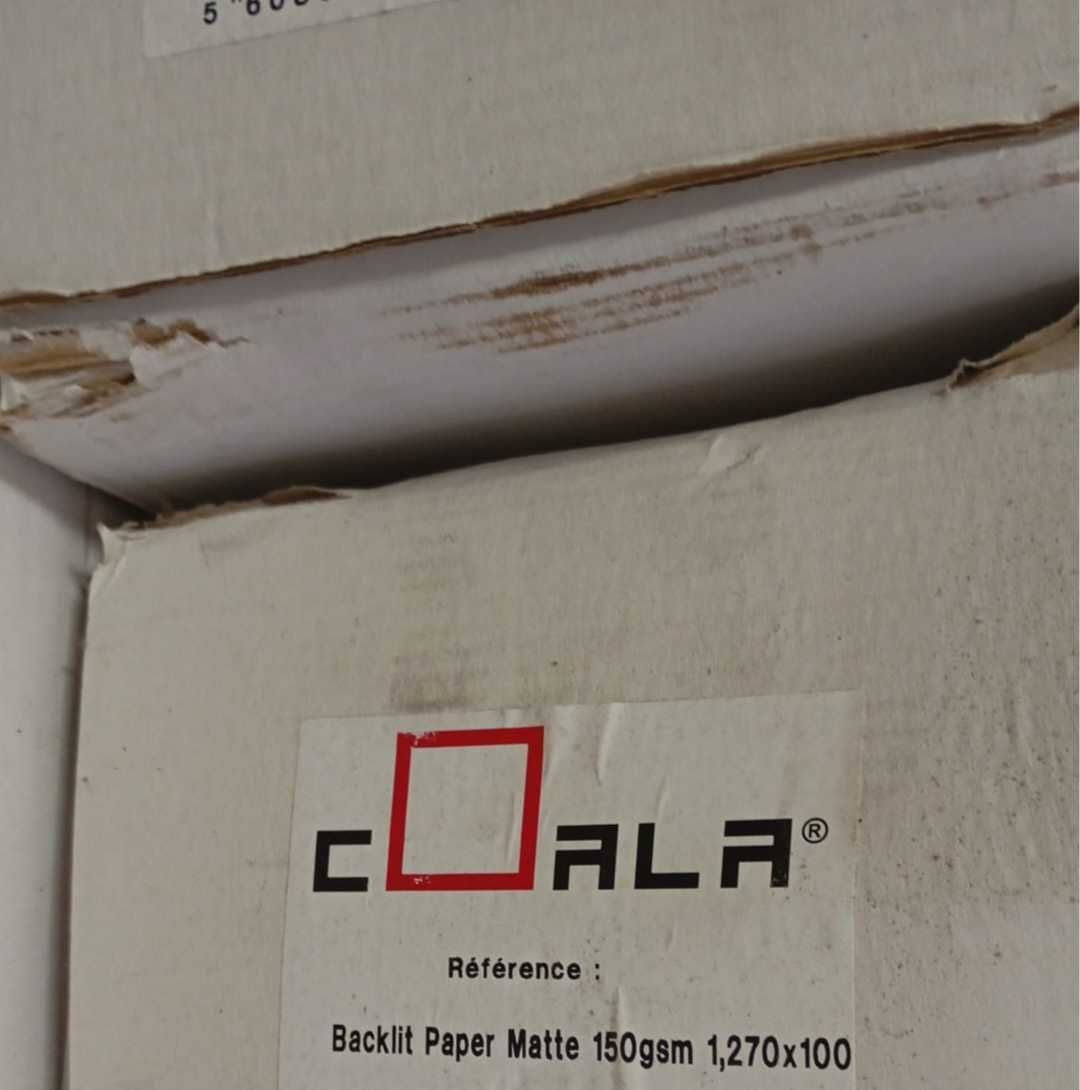 COALA®
Référence :
Backlit Paper Matte 150gsm 1,270x100